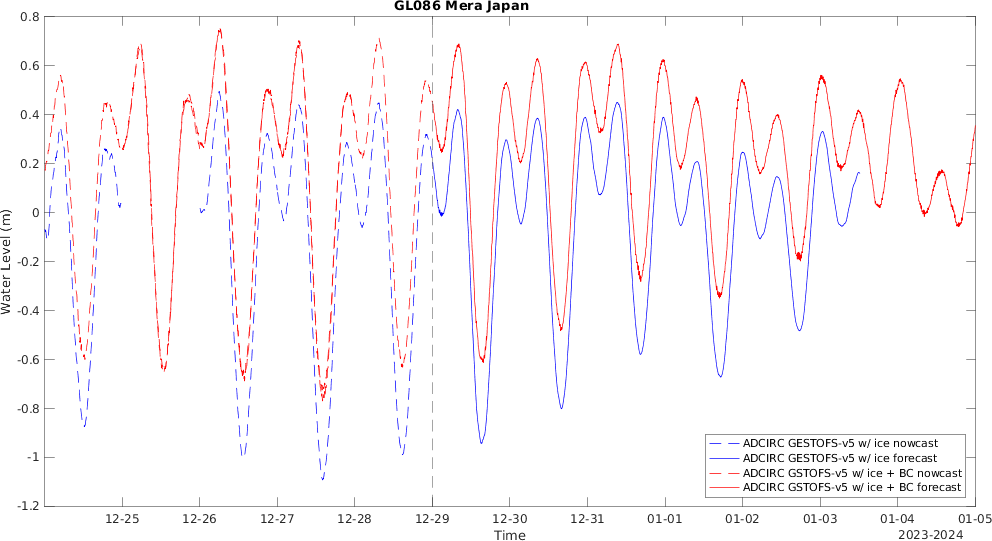 GL086 Mera Japan
0.8
0.6
0.4
0.2
0
-0.2
-0.4
-0.6
-0.8
-1
-1.2
Water Level (m)
12-25 12-26 12-27 12-28 12-29 12-30 12-31 01-01 01-02 01-03 01-04 01-05
Time
2023-2024
ADCIRC GESTOFS-v5 w/ ice nowcast
ADCIRC GESTOFS-v5 w/ ice forecast
ADCIRC GSTOFS-v5 w/ ice + BC nowcast
ADCIRC GSTOFS-v5 w/ ice + BC forecast